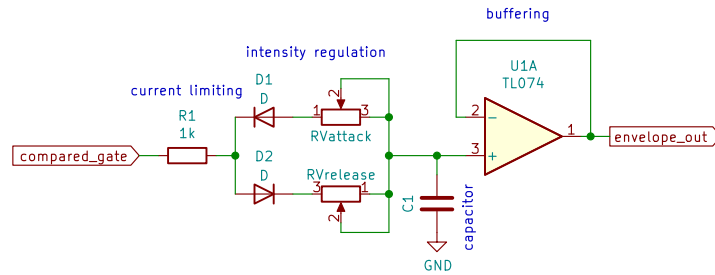 buffering
intensity regulation
U1A
TL074
current limiting
D1
D
2
1
3
RVattack
R1
1k
compared_gate
D2
D
RVrelease
3
1
2
2
−
3
+
1
envelope_out
C1
capacitor
GND